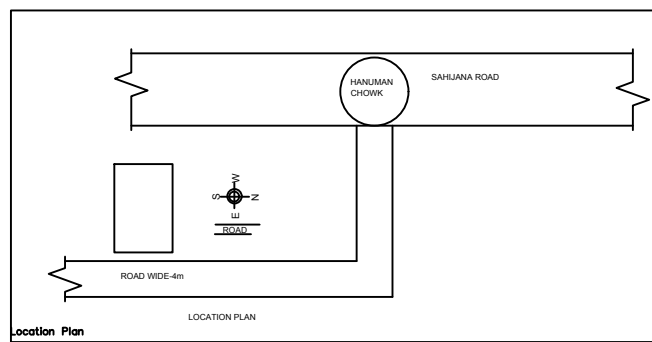 HANUMAN
CHOWK
SAHIJANA ROAD
W
S
N
E
ROAD
ROAD WIDE-4m
LOCATION PLAN
Location Plan